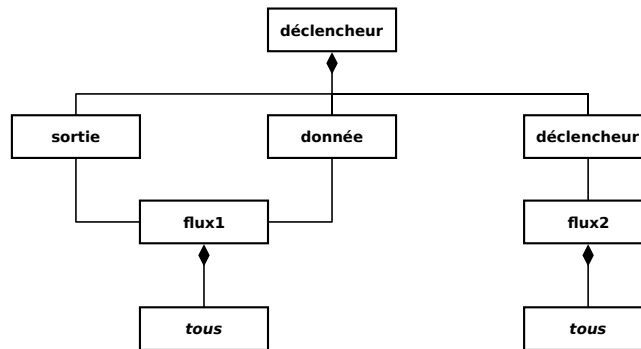 déclencheur
sortie
donnée
déclencheur
flux1
flux2
tous
tous